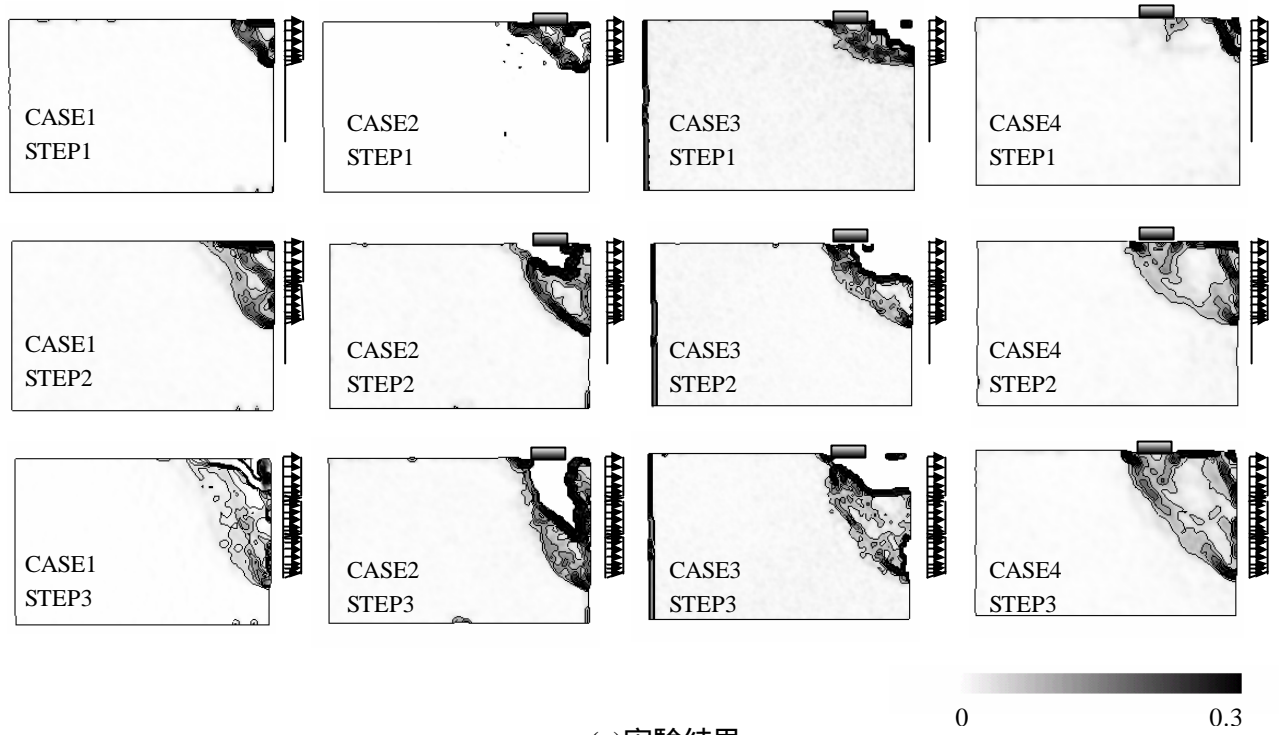 CASE1
STEP1
CASE2
STEP1
CASE3
STEP1
CASE4
STEP1
CASE1
STEP2
CASE2
STEP2
CASE3
STEP2
CASE4
STEP2
CASE1
STEP3
CASE2
STEP3
CASE3
STEP3
CASE4
STEP3
0
0.3
実験結果